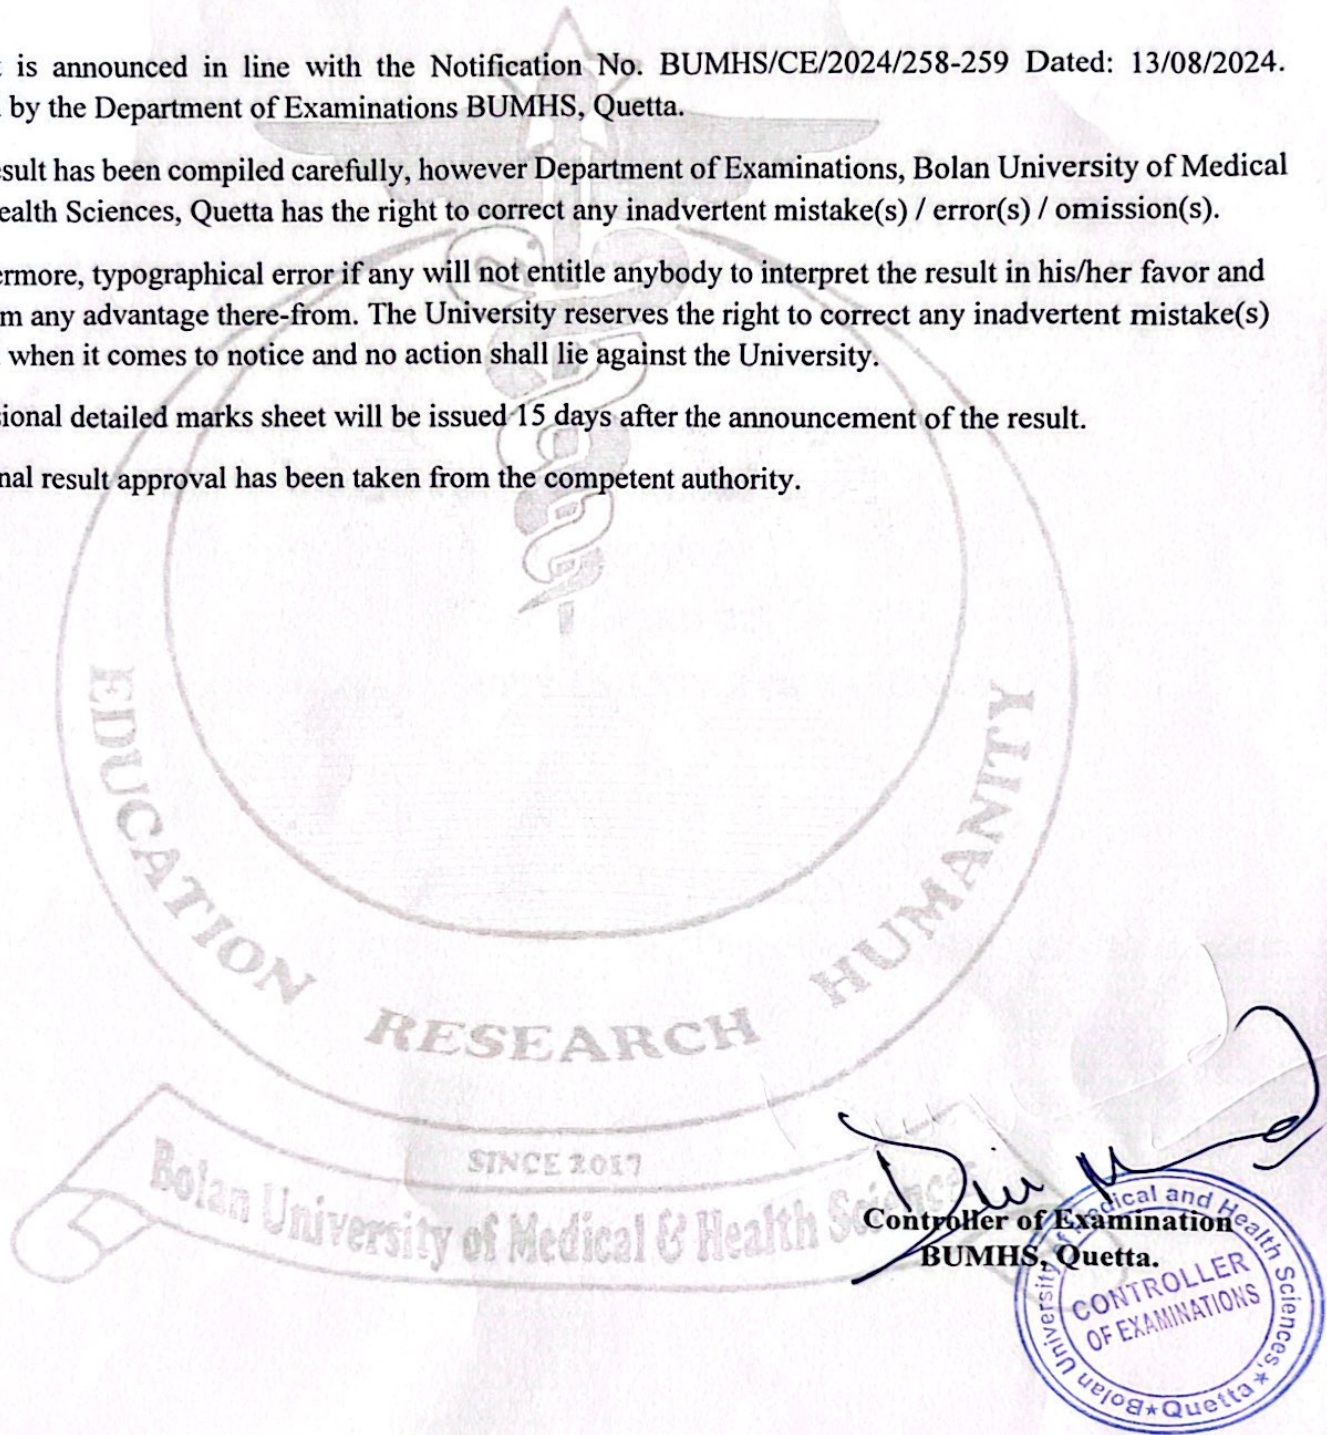 is announced in line with the Notification No. BUMHS/CE/2024/258-259 Dated: 13/08/2024.
by the Department of Examinations BUMHS, Quetta.
sult has been compiled carefully, however Department of Examinations, Bolan University of Medical
ealth Sciences, Quetta has the right to correct any inadvertent mistake(s) / error(s) / omission(s).
ermore, typographical error if any will not entitle anybody to interpret the result in his/her favor and
m any advantage there-from. The University reserves the right to correct any inadvertent mistake(s)
when it comes to notice and no action shall lie against the University.
ional detailed marks sheet will be issued 15 days after the announcement of the result.
nal result approval has been taken from the competent authority.
EDUCATION RESEARCH HUMANITY
SINCE 2017
Bolan University of Medical & Health Sciences
Controller of Examination
BUMHS, Quetta.
Bolan University of Medical and Health Sciences, Quetta
CONTROLLER
OF EXAMINATIONS